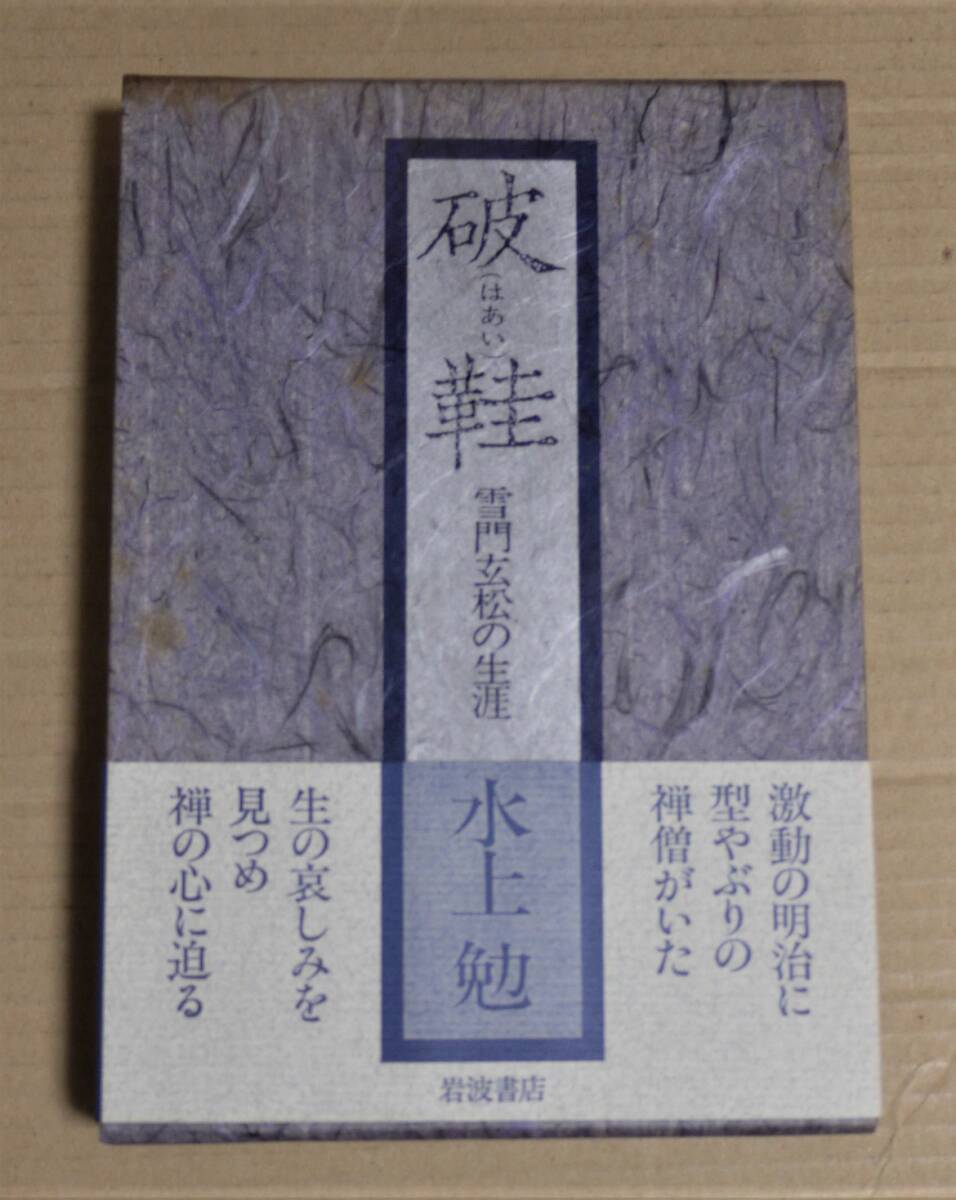 破
(はあい)
鞋
雪門玄松の生涯
水上勉
激動の明治に
型やぶりの
禅僧がいた
生の哀しみを
見つめ
禅の心に迫る
岩波書店